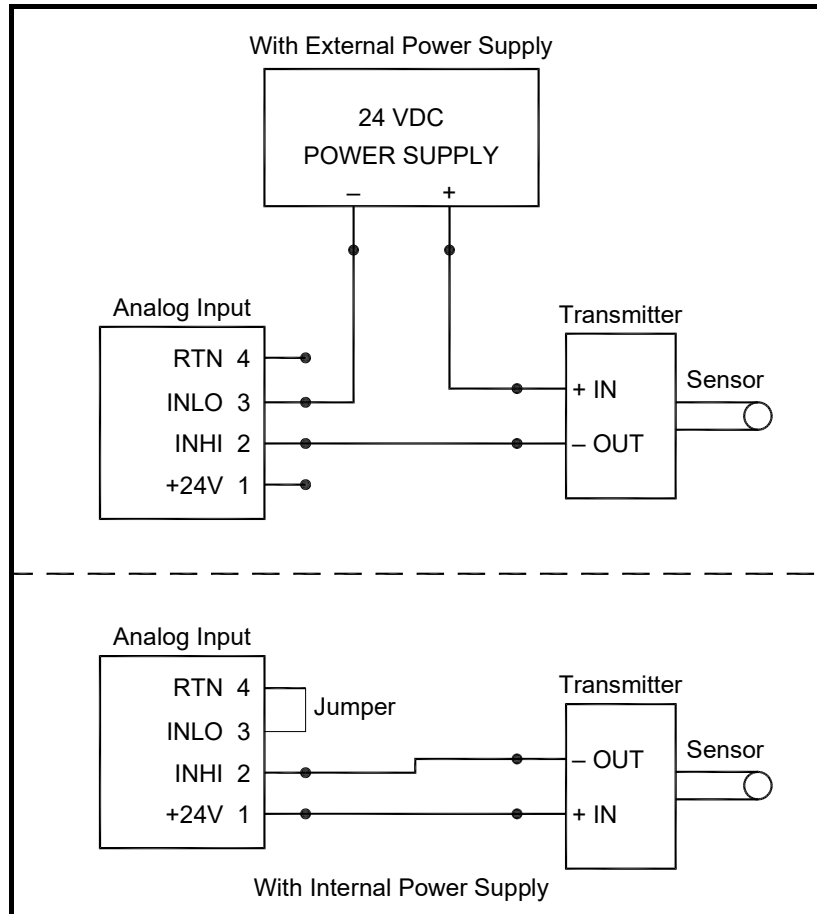 With External Power Supply
24 VDC
POWER SUPPLY
– +
Analog Input
RTN 4
INLO 3
INHI 2
+24V 1
Transmitter
+ IN
– OUT
Sensor
Analog Input
RTN 4
INLO 3
INHI 2
+24V 1
Jumper
Transmitter
– OUT
+ IN
Sensor
With Internal Power Supply